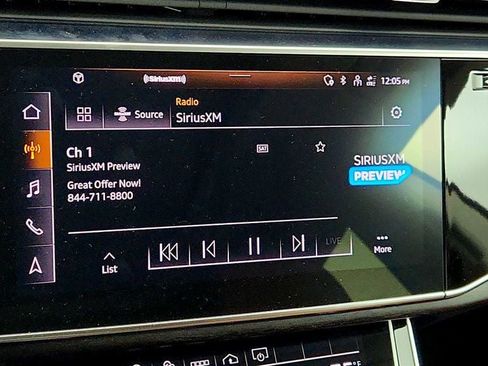 ((SiriusXM)) 12:05 PM
Radio
Source SiriusXM
Ch 1 SAT
SiriusXM Preview
Great Offer Now!
844-711-8800
SIRIUSXM
PREVIEW
LIVE
List More
°F